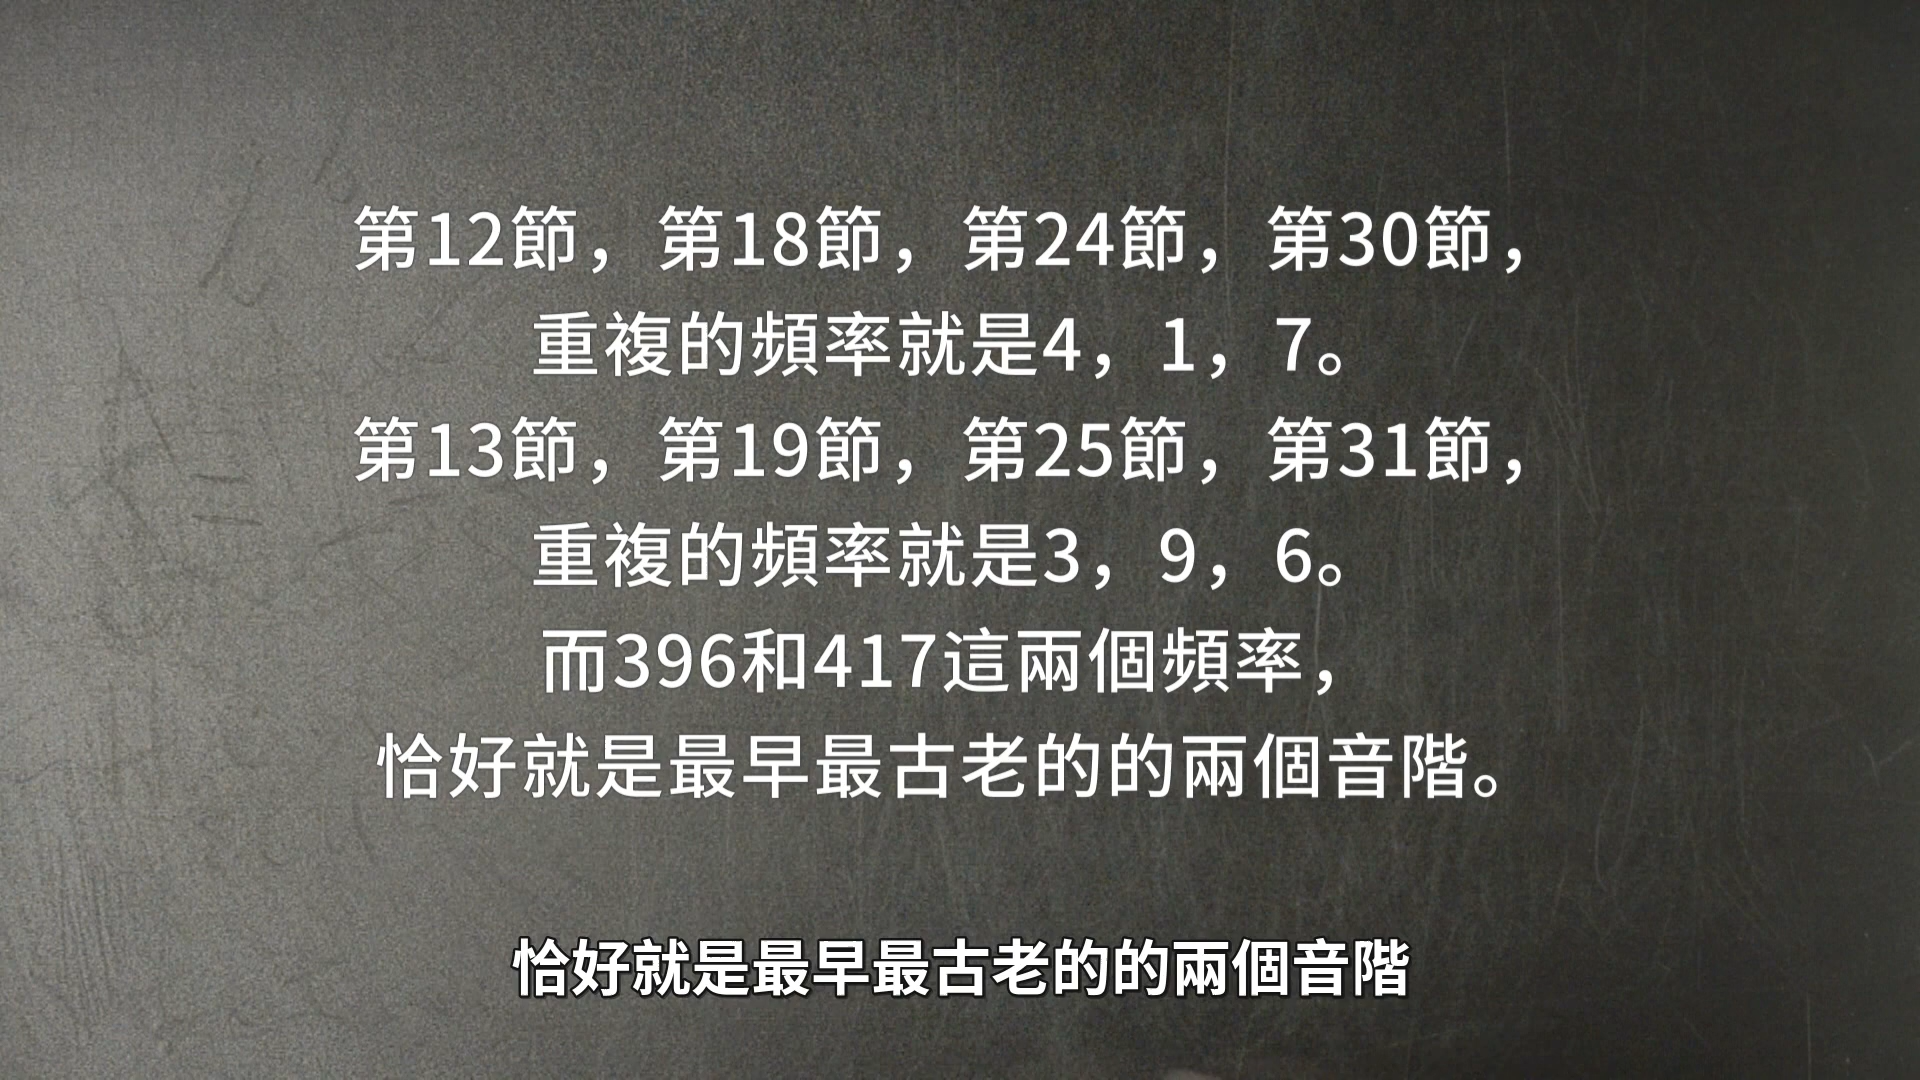 第12節，第18節，第24節，第30節，
重複的頻率就是4，1，7。
第13節，第19節，第25節，第31節，
重複的頻率就是3，9，6。
而396和417這兩個頻率，
恰好就是最早最古老的的兩個音階。
恰好就是最早最古老的的兩個音階